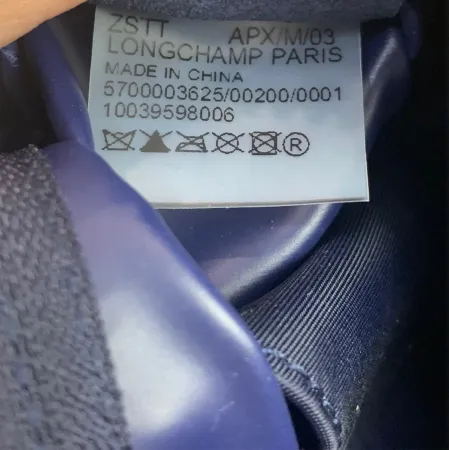 ZSTT APX/M/03
LONGCHAMP PARIS
MADE IN CHINA
5700003625/00200/0001
10039598006
®